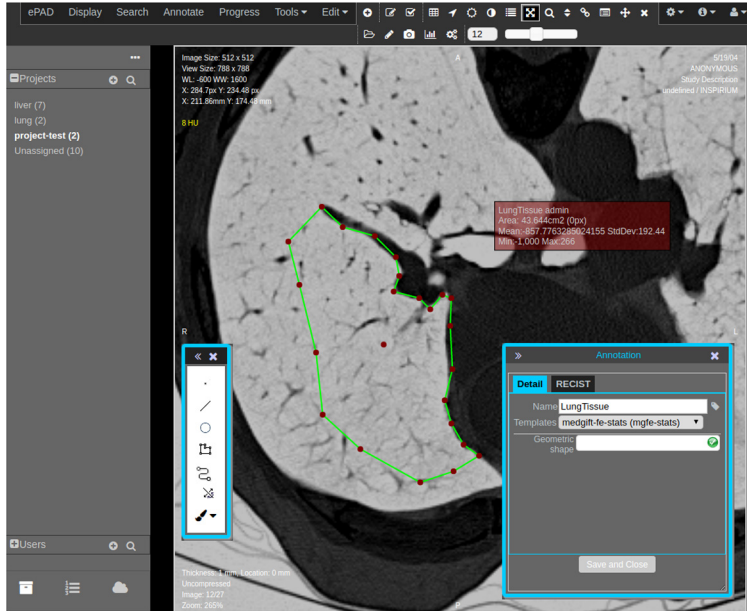 ePAD Display Search Annotate Progress Tools Edit
12
Projects
liver (7)
lung (2)
project-test (2)
Unassigned (10)
Users
Image Size: 512 x 512
View Size: 788 x 788
WL: -600 WW: 1600
X: 284.7px Y: 234.48 px
X: 211.86mm Y: 174.48 mm
8 HU
A
5/19/04
ANONYMOUS
Study Description
undefined / INSPIRIUM
LungTissue admin
Area: 43.644cm2 (0px)
Mean:-857.7763285024155 StdDev:192.44
Min:-1,000 Max:266
R
L
Annotation
Detail RECIST
Name LungTissue
Templates medgift-fe-stats (mgfe-stats)
Geometric
shape
Save and Close
Thickness: 1 mm, Location: 0 mm
Uncompressed
Image: 12/27
Zoom: 265%
P